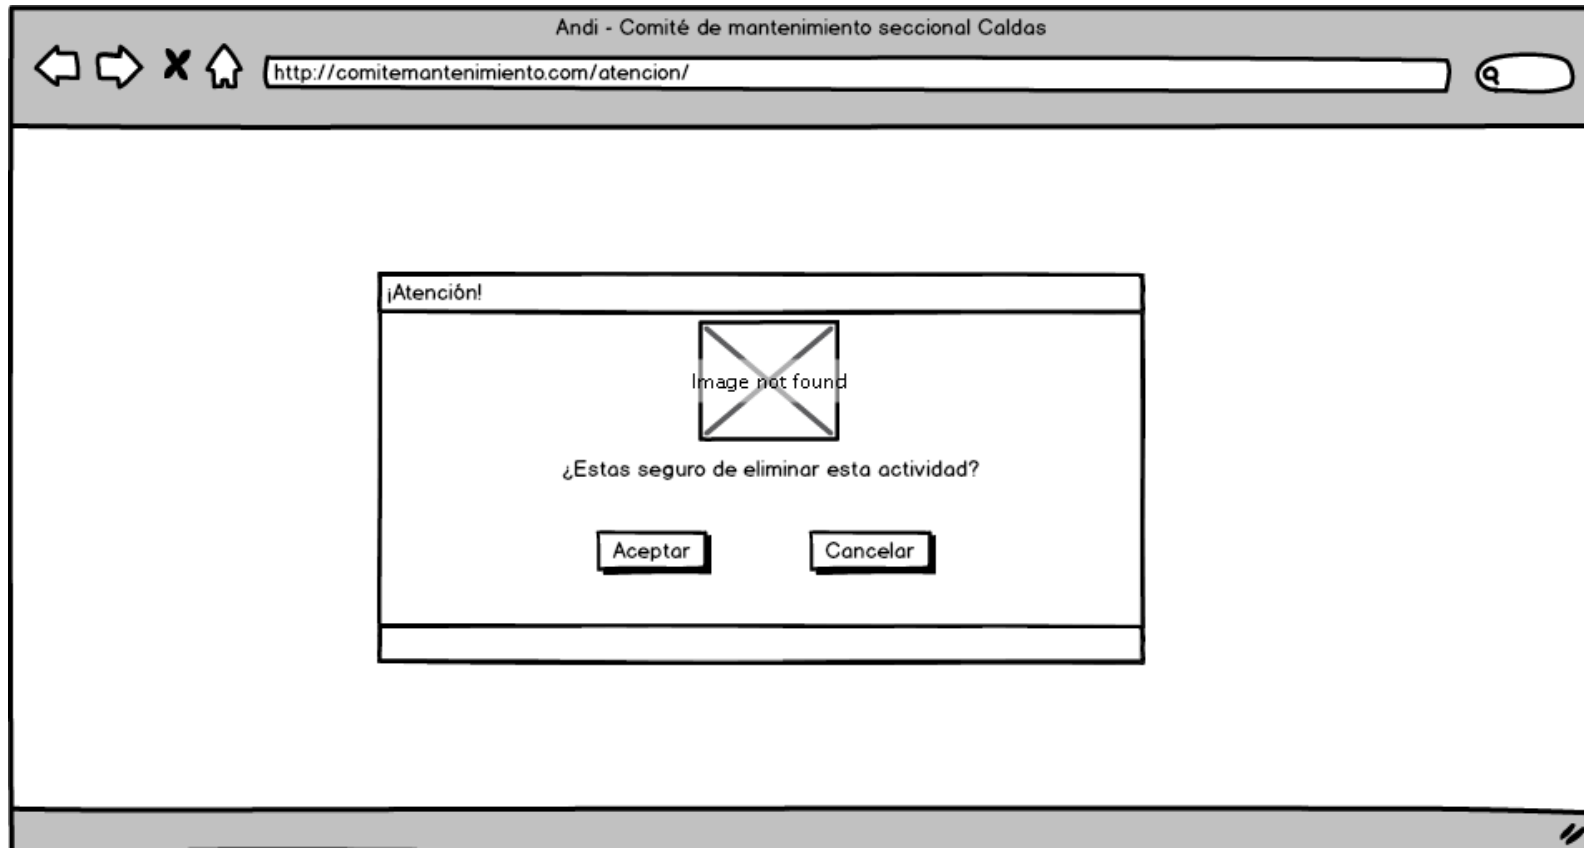 Andi - Comité de mantenimiento seccional Caldas
http://comitemantenimiento.com/atencion/
¡Atención!
Image not found
¿Estas seguro de eliminar esta actividad?
Aceptar
Cancelar